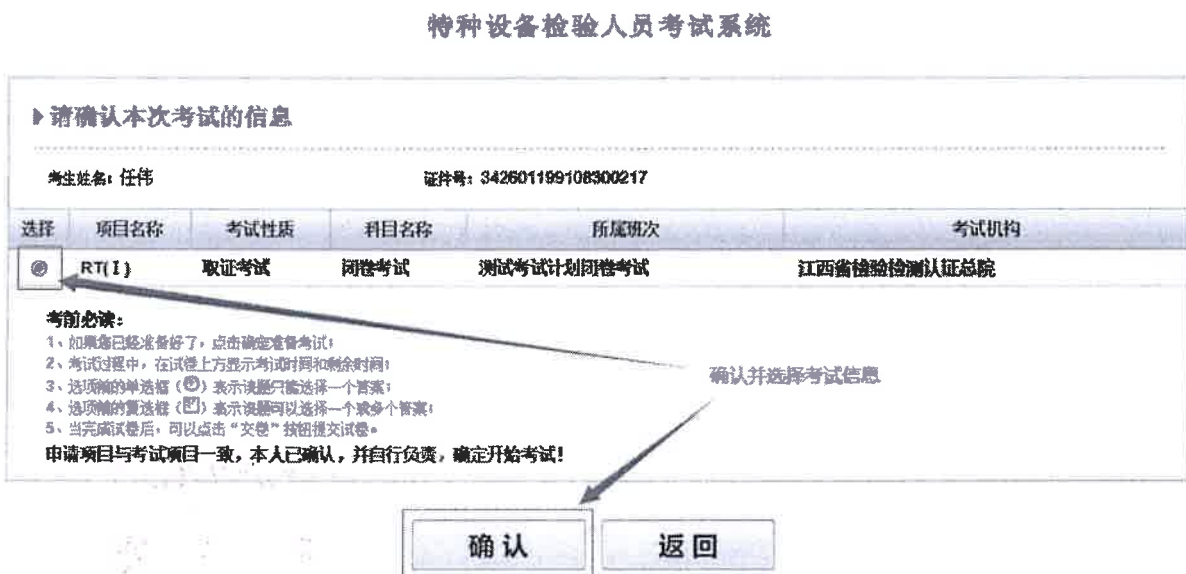 特种设备检验人员考试系统
请确认本次考试的信息
考生姓名：任伟 证件号：342601199108300217
选择 项目名称 考试性质 科目名称 所属班次 考试机构
RT(Ⅰ) 取证考试 闭卷考试 测试考试计划闭卷考试 江西省检验检测认证总院
考前必读：
1、如果您已经准备好了，点击确定准备考试；
2、考试过程中，在试卷上方显示考试时间和剩余时间；
3、选项前的单选框（）表示该题只能选择一个答案；
4、选项前的复选框（）表示该题可以选择一个或多个答案；
5、当完成试卷后，可以点击“交卷”按钮提交试卷。
申请项目与考试项目一致，本人已确认，并自行负责，确定开始考试！
确认并选择考试信息
确认 返回